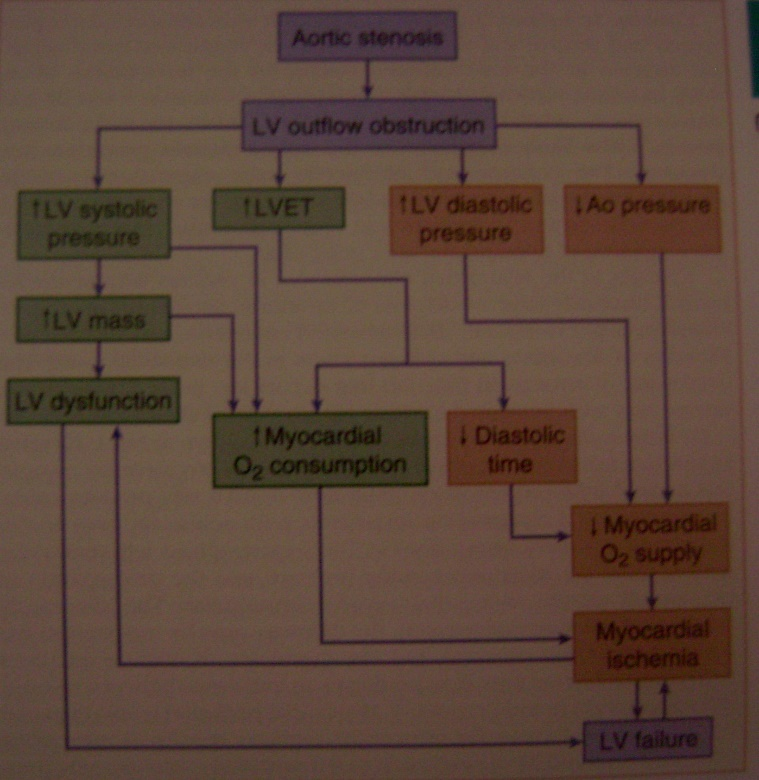 Aortic stenosis
LV outflow obstruction
↑LV systolic
pressure
↑LVET
↑LV diastolic
pressure
↓Ao pressure
↑LV mass
LV dysfunction
↑Myocardial
O₂ consumption
↓Diastolic
time
↓Myocardial
O₂ supply
Myocardial
ischemia
LV failure